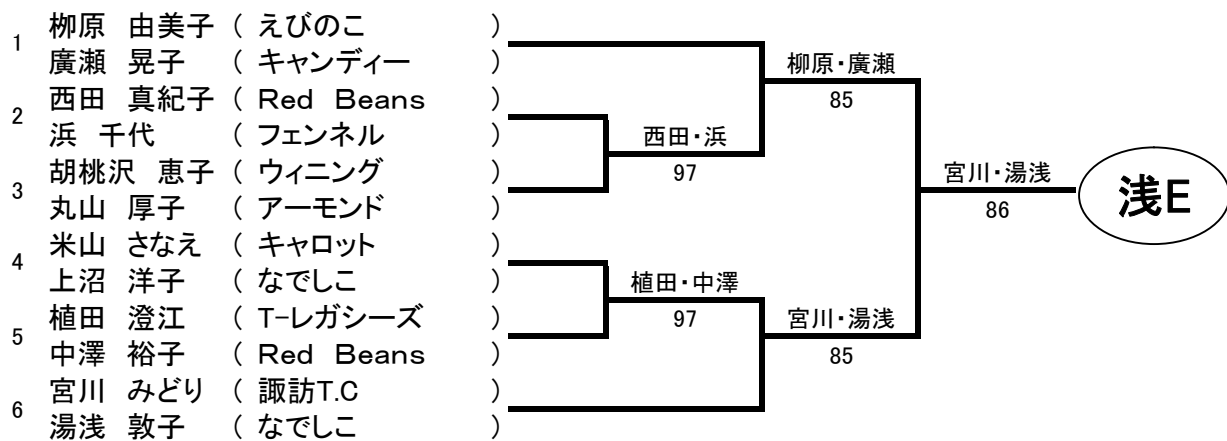 1
柳原 由美子 ( えびのこ )
廣瀬 晃子 ( キャンディー )
2
西田 真紀子 ( Red Beans )
浜 千代 ( フェンネル )
3
胡桃沢 恵子 ( ウィニング )
丸山 厚子 ( アーモンド )
4
米山 さなえ ( キャロット )
上沼 洋子 ( なでしこ )
5
植田 澄江 ( T-レガシーズ )
中澤 裕子 ( Red Beans )
6
宮川 みどり ( 諏訪T.C )
湯浅 敦子 ( なでしこ )
西田・浜
97
植田・中澤
97
柳原・廣瀬
85
宮川・湯浅
85
宮川・湯浅
86
浅E